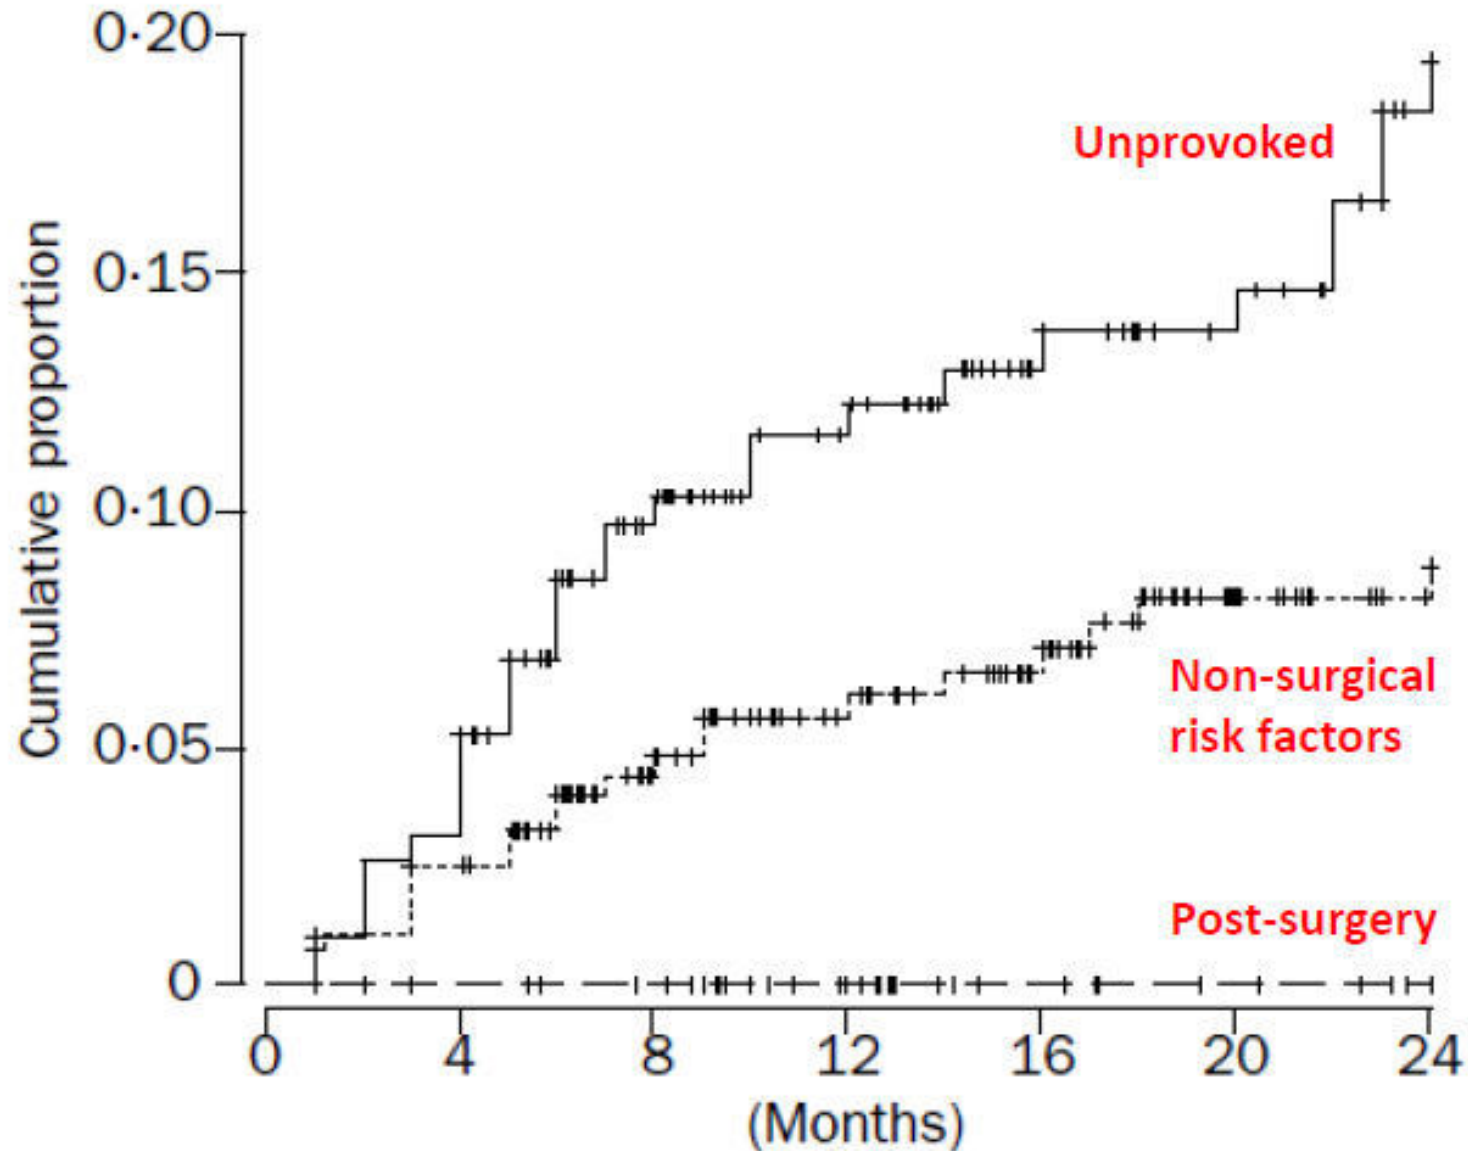 0·20
Unprovoked
0·15
Cumulative proportion
0·10
Non-surgical
risk factors
0·05
Post-surgery
0
0 4 8 12 16 20 24
(Months)